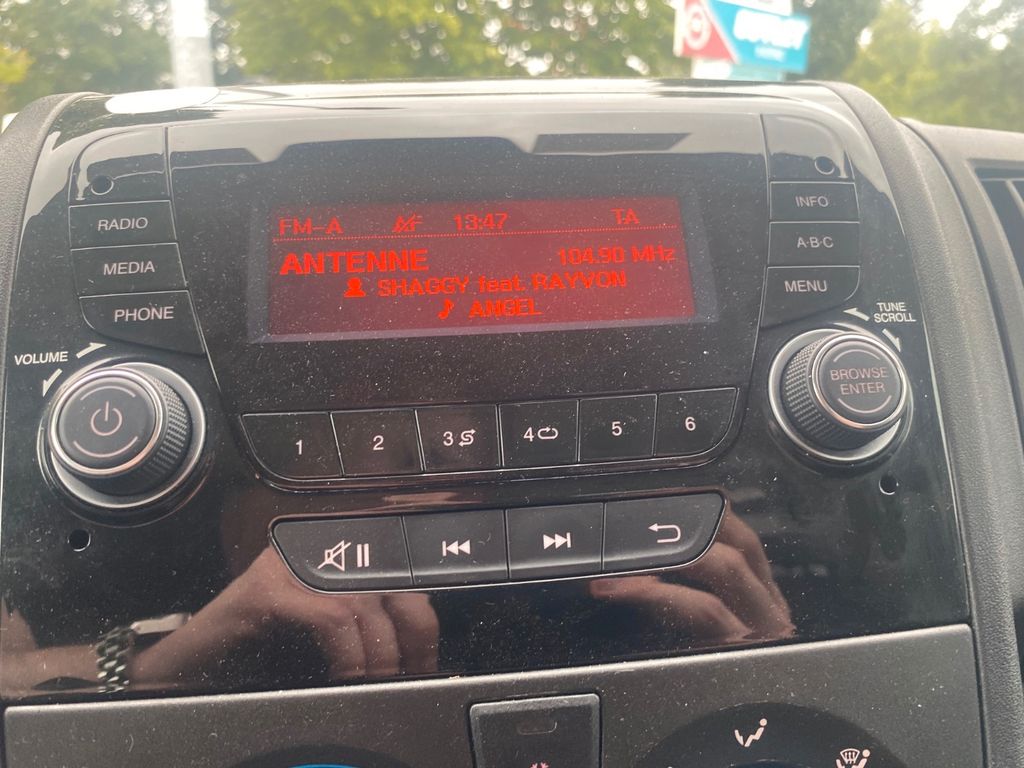 RADIO
MEDIA
PHONE
VOLUME
FM-A 13:47 TA
ANTENNE 104.90 MHz
SHAGGY feat. RAYVON
ANGEL
INFO
A·B·C
MENU
TUNE
SCROLL
BROWSE
ENTER
1 2 3 4 5 6